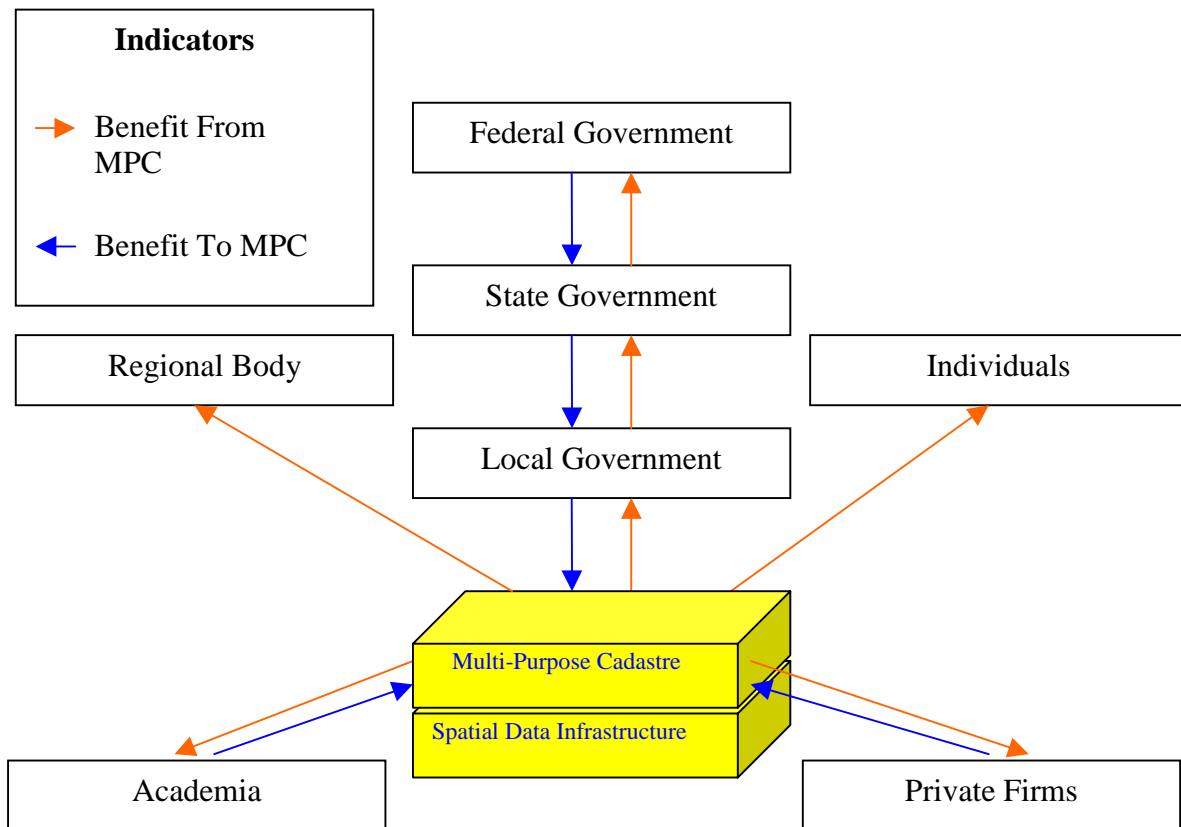 Indicators
Benefit From
MPC
Benefit To MPC
Federal Government
State Government
Regional Body
Individuals
Local Government
Multi-Purpose Cadastre
Spatial Data Infrastructure
Academia
Private Firms